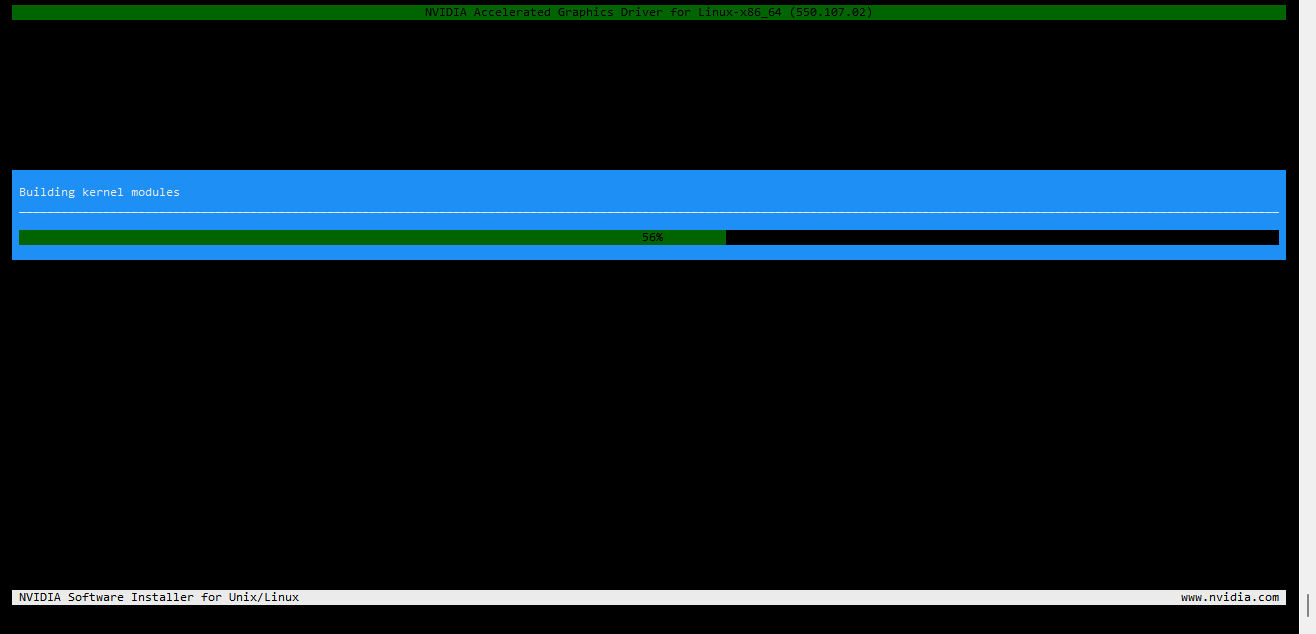 NVIDIA Accelerated Graphics Driver for Linux-x86_64 (550.107.02)
Building kernel modules
56%
NVIDIA Software Installer for Unix/Linux www.nvidia.com